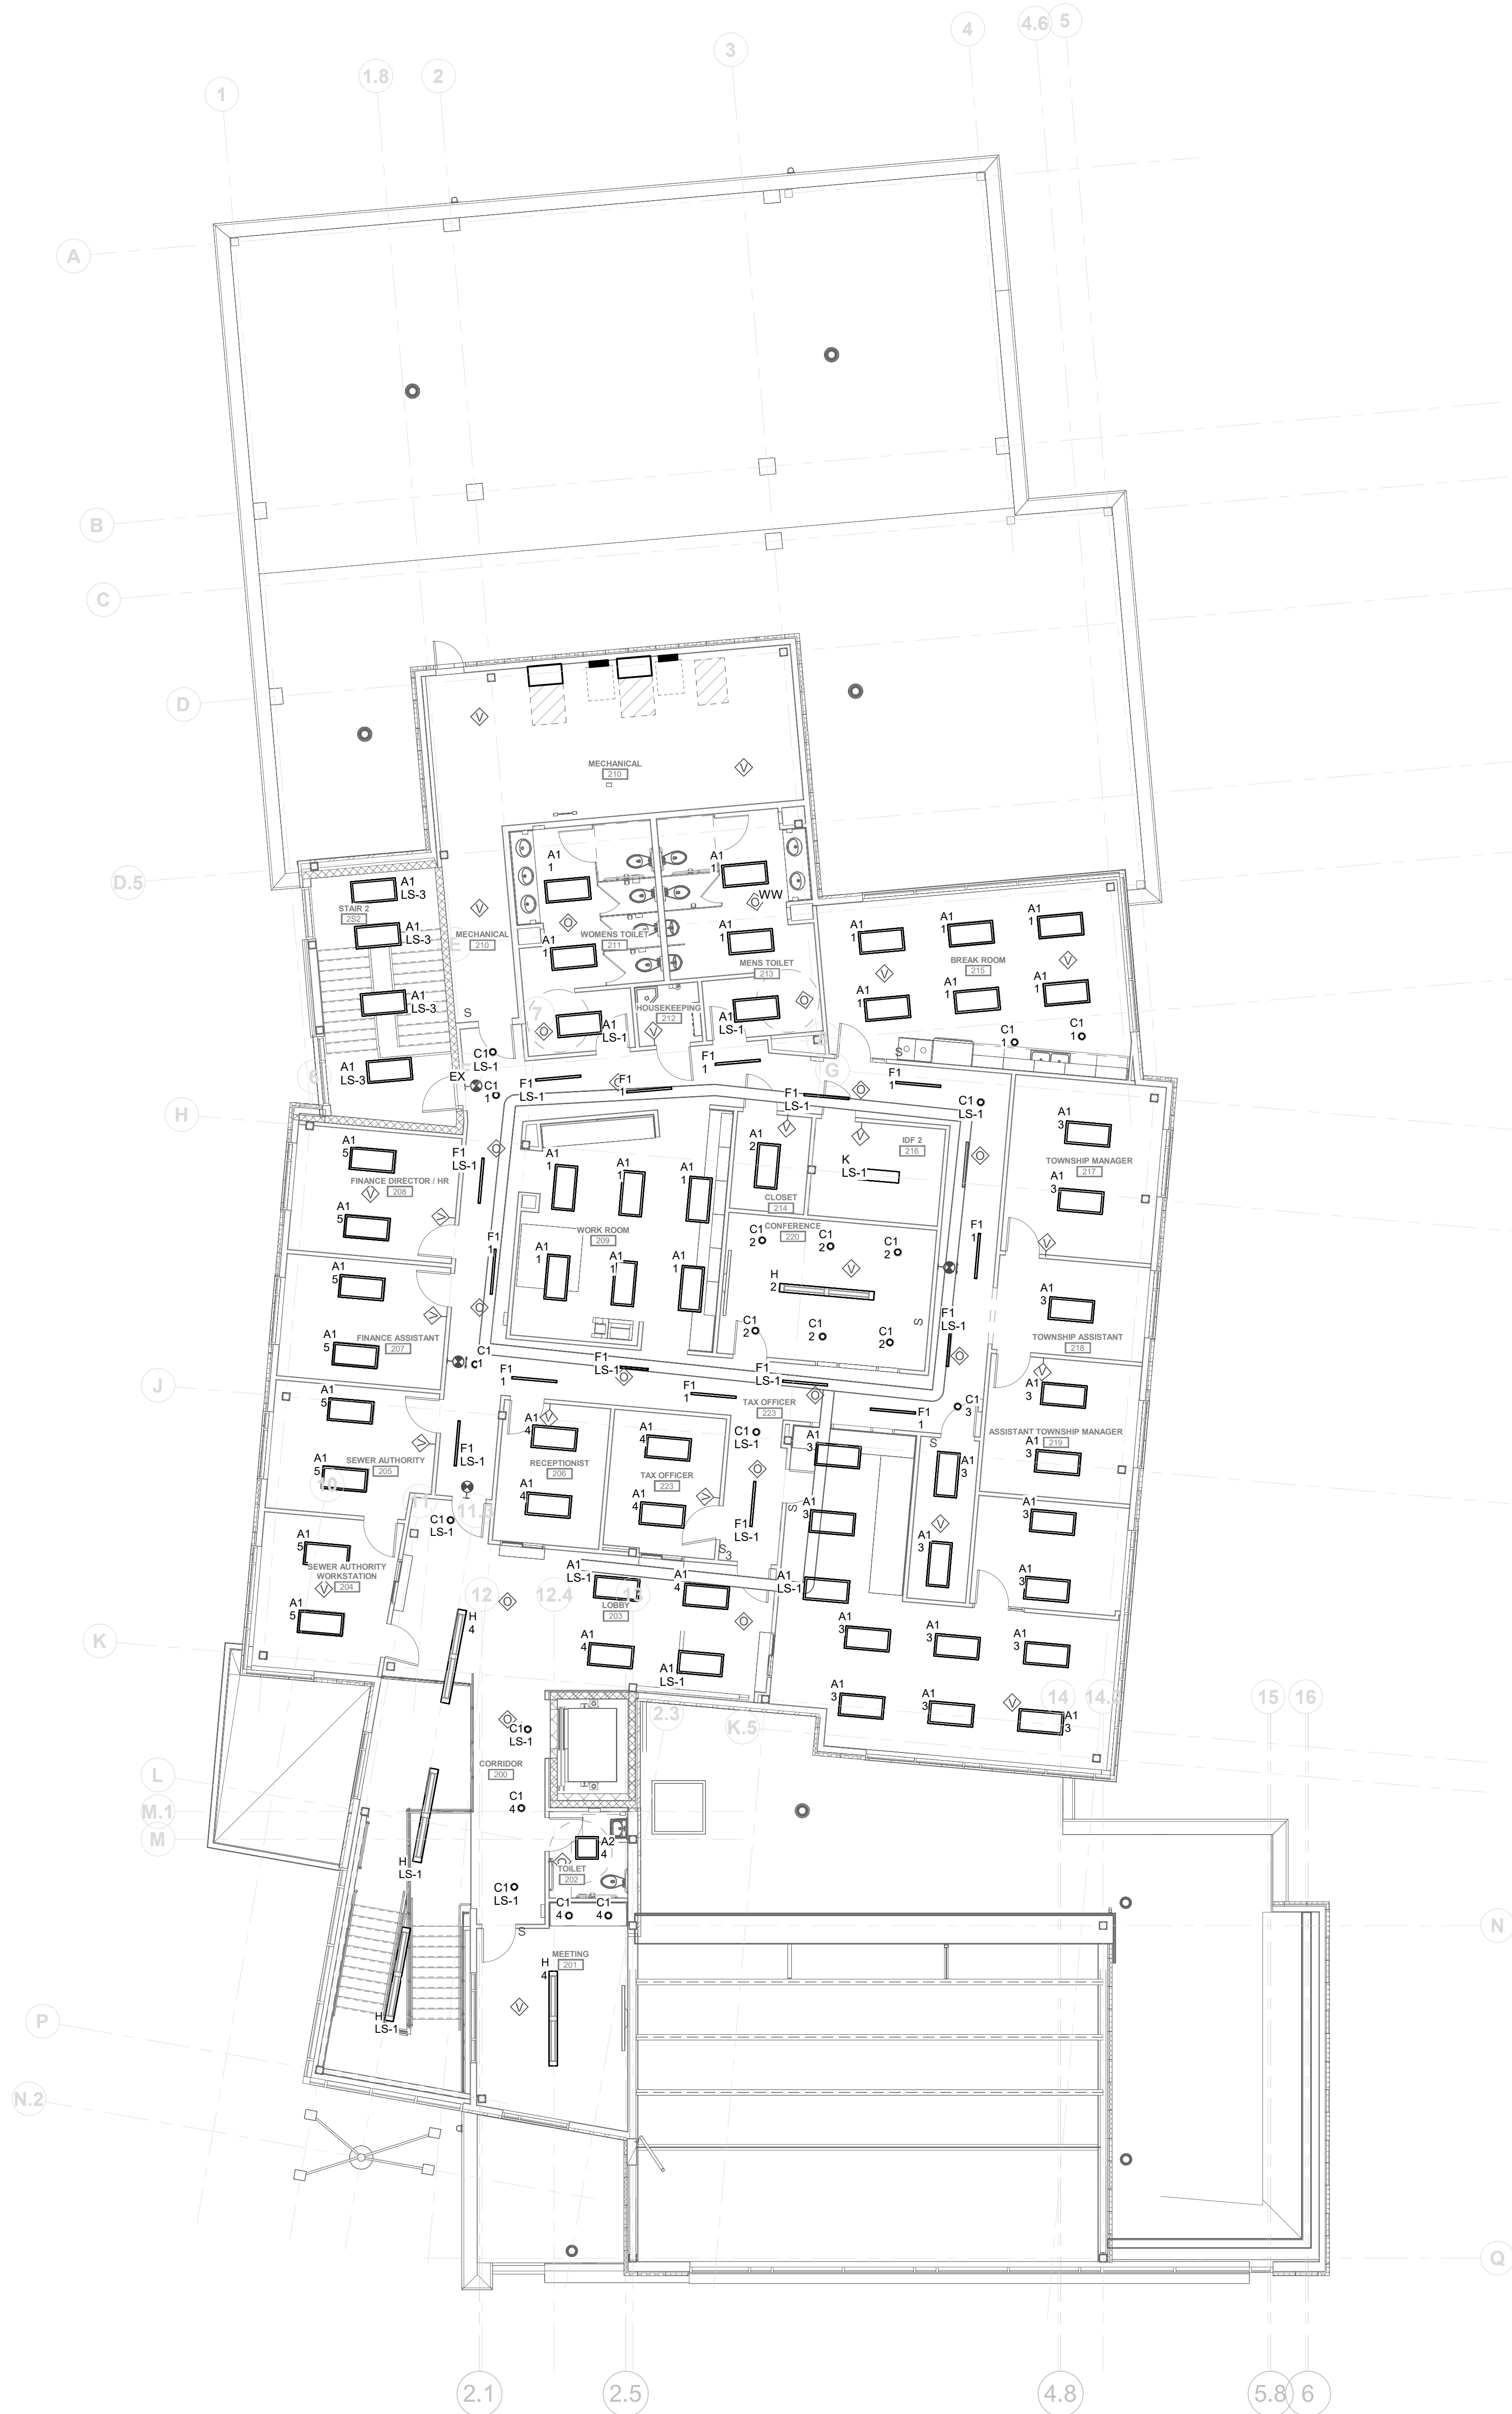 1
1.8
2
3
4
4.6
5
A
B
C
D
V
V
MECHANICAL
210
D.5
A1
LS-3
STAIR 2
2S2
A1
LS-3
A1
LS-3
A1
LS-3
V
MECHANICAL
210
E
S
A1
1
A1
1
WW
O
O
WOMENS TOILET
211
A1
1
A1
1
MENS TOILET
213
O
7
O
A1
LS-1
HOUSEKEEPING
212
V
A1
LS-1
A1
1
A1
1
A1
1
BREAK ROOM
215
V
V
A1
1
A1
1
A1
1
C1
1
C1
1
S
G
6
C1
LS-1
EX
C1
1
F1
LS-1
F1
1
O
F1
1
F1
LS-1
O
F1
1
C1
LS-1
H
A1
5
FINANCE DIRECTOR / HR
208
V
A1
5
V
F1
LS-1
O
A1
1
A1
1
A1
1
WORK ROOM
209
A1
1
A1
1
A1
1
A1
2
V
CLOSET
214
V
IDF 2
216
K
LS-1
CONFERENCE
220
C1
2
C1
2
C1
2
V
H
2
C1
2
C1
2
C1
2
S
O
F1
1
F1
LS-1
O
A1
3
TOWNSHIP MANAGER
217
A1
3
V
A1
3
TOWNSHIP ASSISTANT
218
V
A1
3
ASSISTANT TOWNSHIP MANAGER
219
A1
3
F1
1
O
A1
5
V
FINANCE ASSISTANT
207
A1
5
C1
1
J
A1
5
V
SEWER AUTHORITY
205
A1
5
10
11
11.3
F1
LS-1
C1
LS-1
F1
1
F1
LS-1
O
F1
1
F1
LS-1
O
TAX OFFICER
223
F1
1
C1
3
A1
4
V
RECEPTIONIST
206
A1
4
A1
4
TAX OFFICER
223
V
A1
4
C1
LS-1
O
F1
LS-1
S
3
S
A1
3
A1
3
S
A1
3
V
A1
3
A1
3
A1
3
A1
5
SEWER AUTHORITY
WORKSTATION
V
204
A1
5
12
12.4
13
O
A1
LS-1
LOBBY
203
A1
4
A1
LS-1
O
A1
4
A1
LS-1
A1
3
A1
3
A1
3
A1
3
A1
3
V
A1
3
K
H
4
O
C1
LS-1
CORRIDOR
200
C1
4
2.3
K.5
14
15
16
L
M.1
M
A2
4
O
TOILET
202
H
LS-1
C1
LS-1
C1
4
C1
4
S
N
MEETING
201
H
4
V
H
LS-1
P
N.2
Q
2.1
2.5
4.8
5.8
6